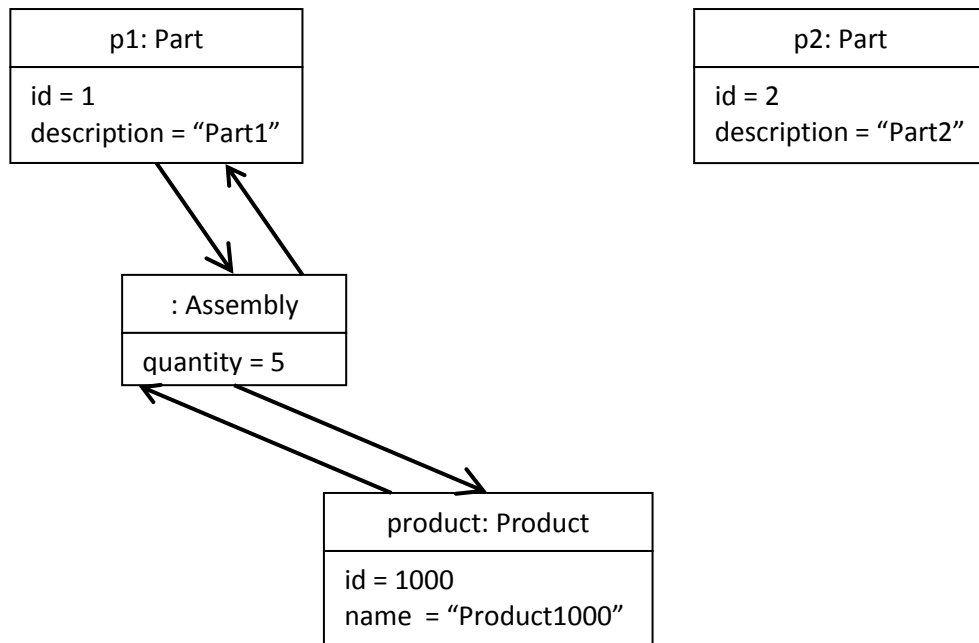 p1: Part
id = 1
description = “Part1”
p2: Part
id = 2
description = “Part2”
: Assembly
quantity = 5
product: Product
id = 1000
name  = “Product1000”